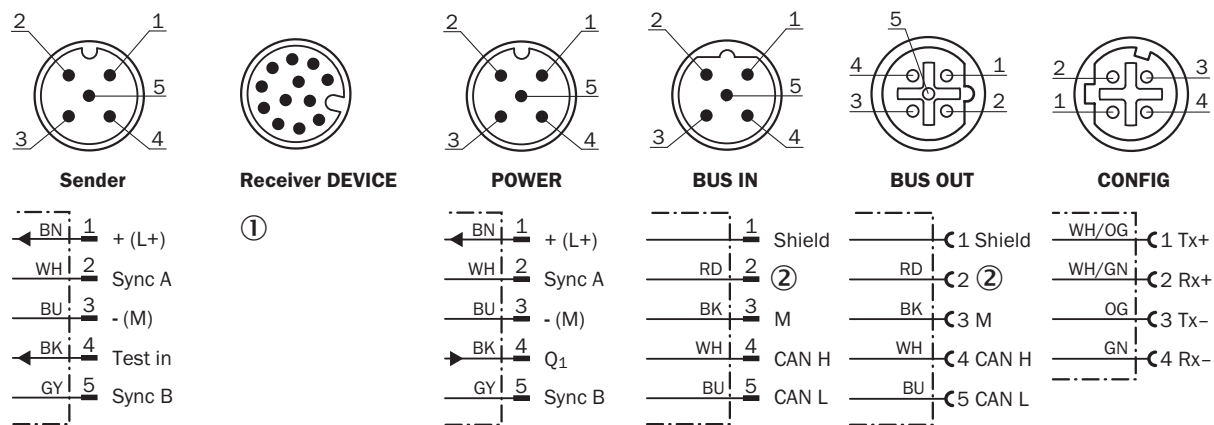 2 1 5 3 4
2 1 5 3 4
2 1 5 3 4
5 4 1 3 2
2 3 1 4
Sender
Receiver DEVICE
POWER
BUS IN
BUS OUT
CONFIG
BN 1 + (L+)
WH 2 Sync A
BU 3 - (M)
BK 4 Test in
GY 5 Sync B
①
BN 1 + (L+)
WH 2 Sync A
BU 3 - (M)
BK 4 Q1
GY 5 Sync B
1 Shield
RD 2 ②
BK 3 M
WH 4 CAN H
BU 5 CAN L
1 Shield
RD 2 ②
BK 3 M
WH 4 CAN H
BU 5 CAN L
WH/OG 1 Tx+
WH/GN 2 Rx+
OG 3 Tx–
GN 4 Rx–